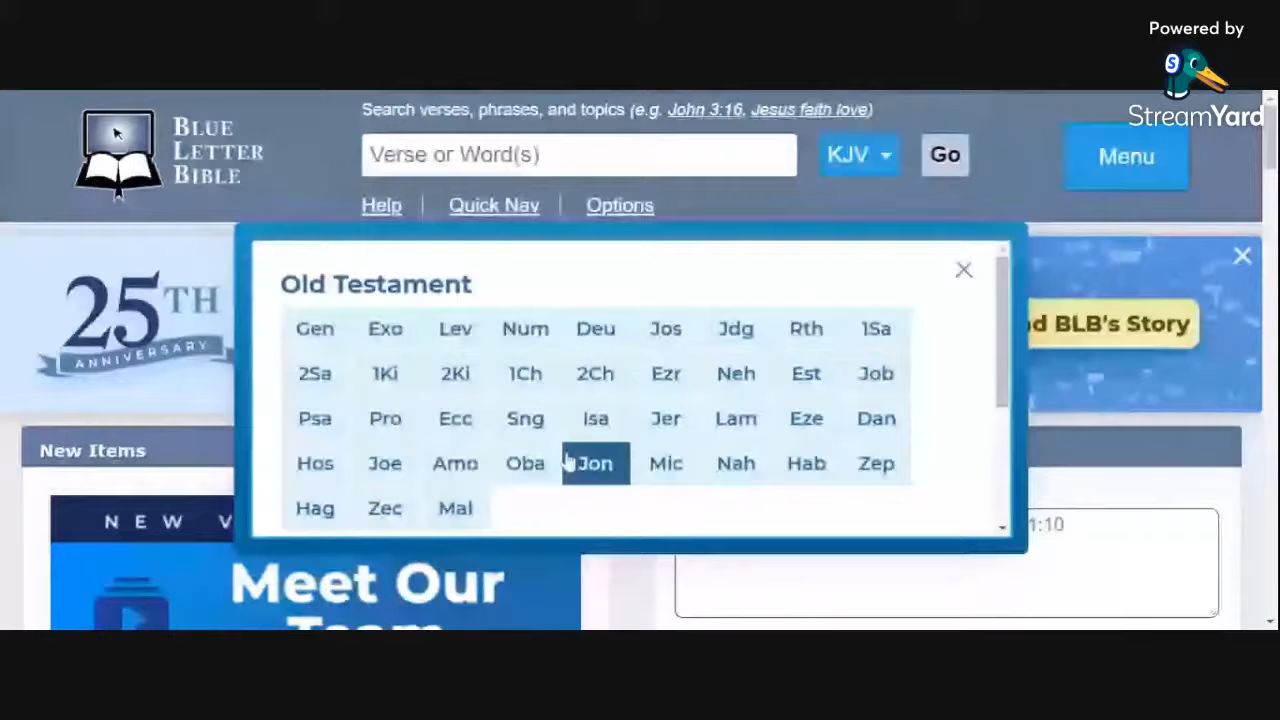 Powered by
StreamYard
BLUE
LETTER
BIBLE
Search verses, phrases, and topics (e.g. John 3:16, Jesus faith love)
Verse or Word(s)
KJV
Go
Menu
Help
Quick Nav
Options
25TH
ANNIVERSARY
d BLB's Story
Old Testament
Gen Exo Lev Num Deu Jos Jdg Rth 1Sa
2Sa 1Ki 2Ki 1Ch 2Ch Ezr Neh Est Job
Psa Pro Ecc Sng Isa Jer Lam Eze Dan
Hos Joe Amo Oba Jon Mic Nah Hab Zep
Hag Zec Mal
New Items
NEW V
Meet Our
Team
1:10